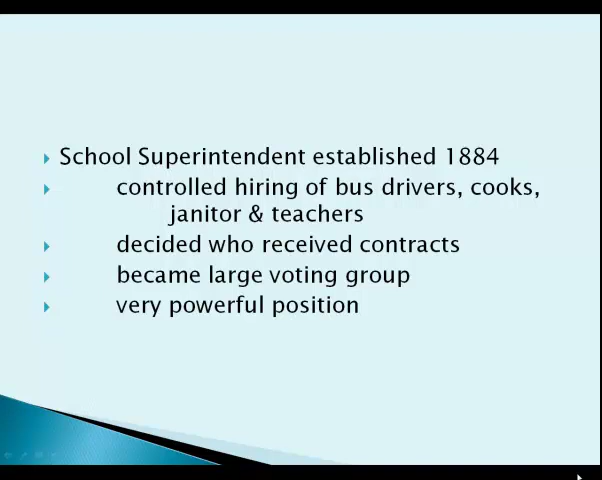 School Superintendent established 1884
controlled hiring of bus drivers, cooks,
janitor & teachers
decided who received contracts
became large voting group
very powerful position